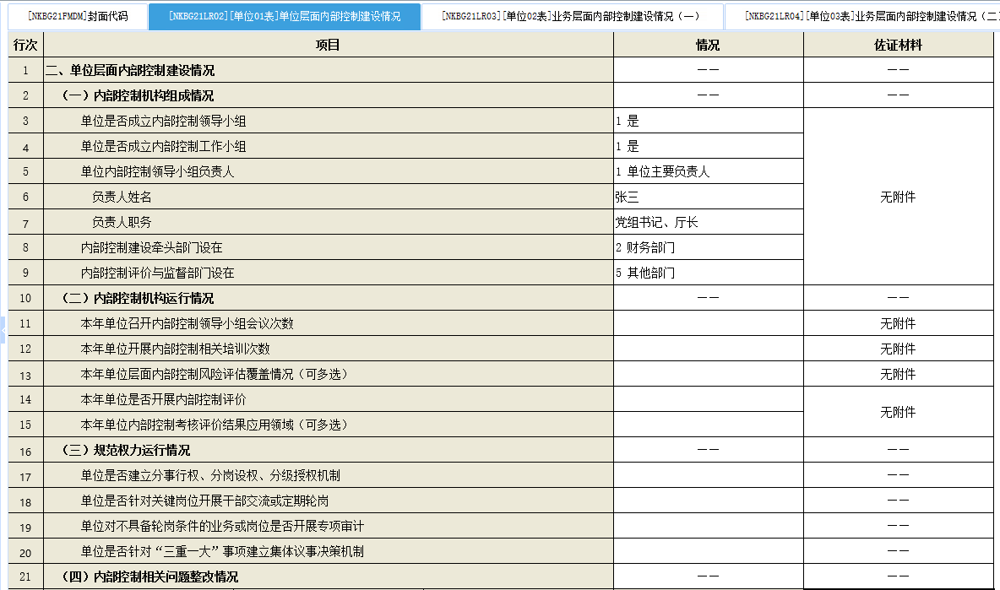 [NKBG21FMDM]封面代码 [NKBG21LR02][单位01表]单位层面内部控制建设情况 [NKBG21LR03][单位02表]业务层面内部控制建设情况（一） [NKBG21LR04][单位03表]业务层面内部控制建设情况（二
行次 项目 情况 佐证材料
1 二、单位层面内部控制建设情况 —— ——
2 （一）内部控制机构组成情况 —— ——
3 单位是否成立内部控制领导小组 1 是
4 单位是否成立内部控制工作小组 1 是
5 单位内部控制领导小组负责人 1 单位主要负责人
6 负责人姓名 张三 无附件
7 负责人职务 党组书记、厅长
8 内部控制建设牵头部门设在 2 财务部门
9 内部控制评价与监督部门设在 5 其他部门
10 （二）内部控制机构运行情况 —— ——
11 本年单位召开内部控制领导小组会议次数 无附件
12 本年单位开展内部控制相关培训次数 无附件
13 本年单位层面内部控制风险评估覆盖情况（可多选） 无附件
14 本年单位是否开展内部控制评价 无附件
15 本年单位内部控制考核评价结果应用领域（可多选）
16 （三）规范权力运行情况 —— ——
17 单位是否建立分事行权、分岗设权、分级授权机制 ——
18 单位是否针对关键岗位开展干部交流或定期轮岗 ——
19 单位对不具备轮岗条件的业务或岗位是否开展专项审计 ——
20 单位是否针对“三重一大”事项建立集体议事决策机制 ——
21 （四）内部控制相关问题整改情况 —— ——